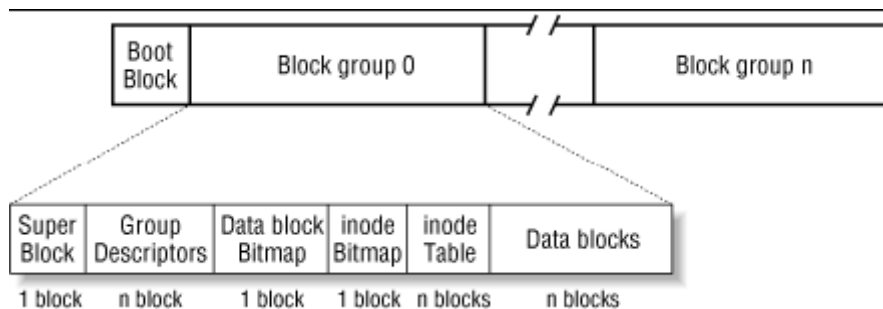 Boot
Block
Block group 0
Block group n
Super
Block
Group
Descriptors
Data block
Bitmap
inode
Bitmap
inode
Table
Data blocks
1 block
n block
1 block
1 block
n blocks
n blocks